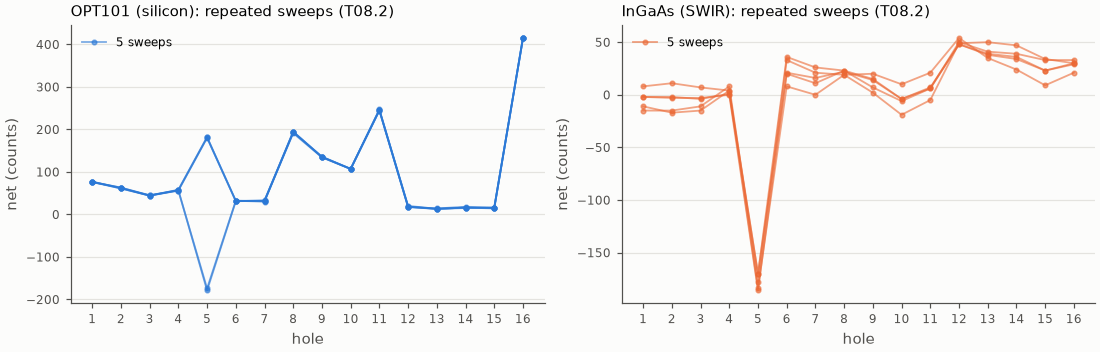 OPT101 (silicon): repeated sweeps (T08.2)
5 sweeps
net (counts)
400
300
200
100
0
−100
−200
1 2 3 4 5 6 7 8 9 10 11 12 13 14 15 16
hole
InGaAs (SWIR): repeated sweeps (T08.2)
5 sweeps
net (counts)
50
0
−50
−100
−150
1 2 3 4 5 6 7 8 9 10 11 12 13 14 15 16
hole